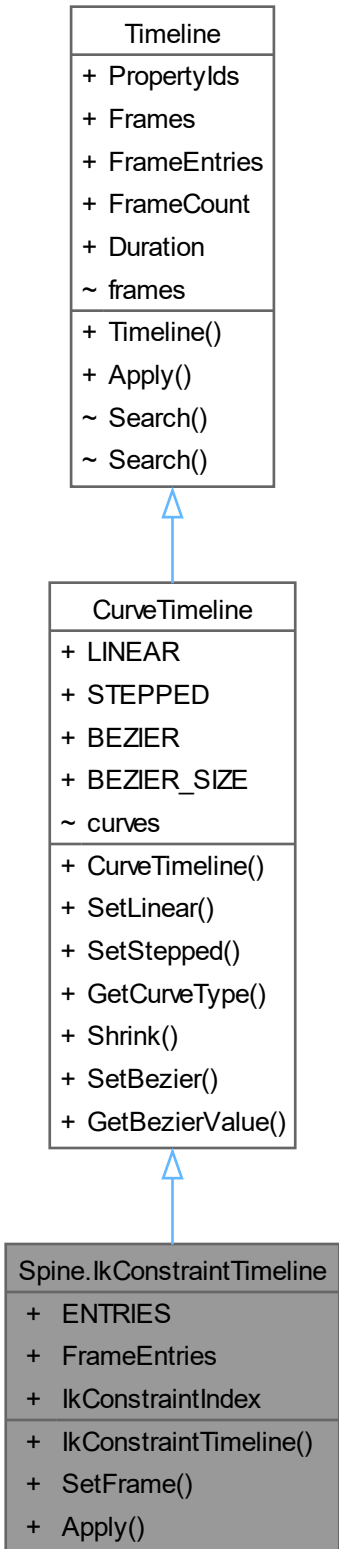 Timeline
+ PropertyIds
+ Frames
+ FrameEntries
+ FrameCount
+ Duration
~ frames
+ Timeline()
+ Apply()
~ Search()
~ Search()
CurveTimeline
+ LINEAR
+ STEPPED
+ BEZIER
+ BEZIER_SIZE
~ curves
+ CurveTimeline()
+ SetLinear()
+ SetStepped()
+ GetCurveType()
+ Shrink()
+ SetBezier()
+ GetBezierValue()
Spine.IkConstraintTimeline
+ ENTRIES
+ FrameEntries
+ IkConstraintIndex
+ IkConstraintTimeline()
+ SetFrame()
+ Apply()